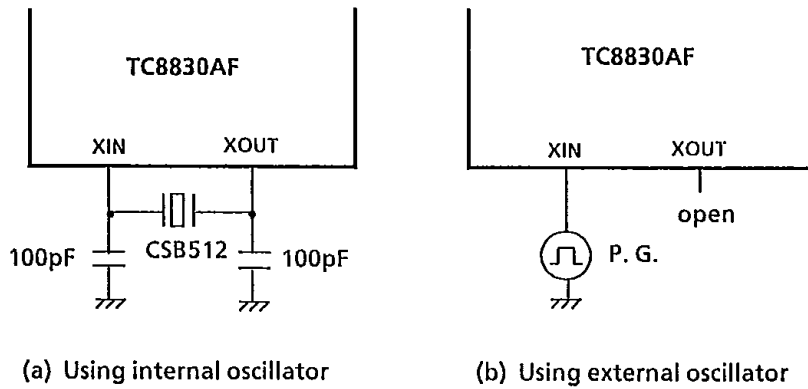 TC8830AF
XIN XOUT
100pF CSB512 100pF
(a) Using internal oscillator
TC8830AF
XIN XOUT
open
P. G.
(b) Using external oscillator